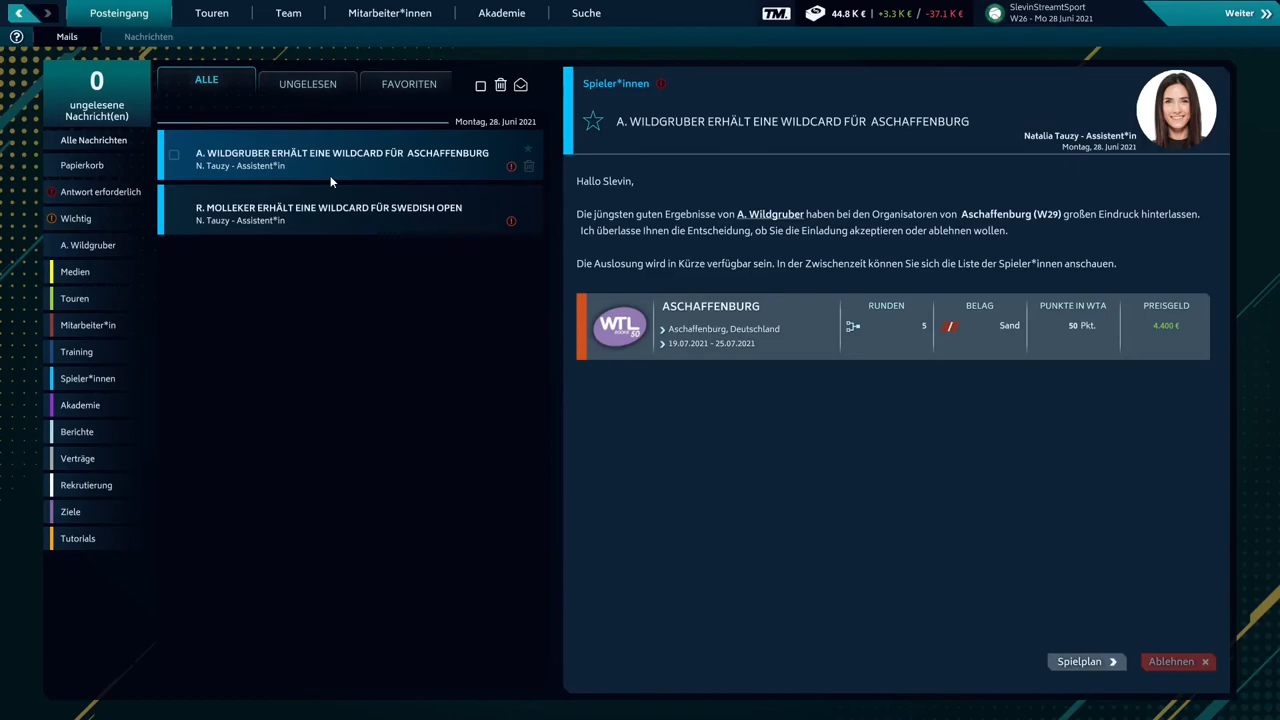 Posteingang
Touren
Team
Mitarbeiter*innen
Akademie
Suche
TM.
44.8 K € +3.3 K € / -37.1 K €
SlevinStreamtSport
W26 - Mo 28 Juni 2021
Weiter
Mails
Nachrichten
0
ungelesene
Nachricht(en)
Alle Nachrichten
Papierkorb
Antwort erforderlich
Wichtig
A. Wildgruber
Medien
Touren
Mitarbeiter*in
Training
Spieler*innen
Akademie
Berichte
Verträge
Rekrutierung
Ziele
Tutorials
ALLE
UNGELESEN
FAVORITEN
Montag, 28. Juni 2021
A. WILDGRUBER ERHÄLT EINE WILDCARD FÜR ASCHAFFENBURG
N. Tauzy - Assistent*in
R. MOLLEKER ERHÄLT EINE WILDCARD FÜR SWEDISH OPEN
N. Tauzy - Assistent*in
Spieler*innen
A. WILDGRUBER ERHÄLT EINE WILDCARD FÜR ASCHAFFENBURG
Natalia Tauzy - Assistent*in
Montag, 28. Juni 2021
Hallo Slevin,
Die jüngsten guten Ergebnisse von A. Wildgruber haben bei den Organisatoren von Aschaffenburg (W29) großen Eindruck hinterlassen.
Ich überlasse Ihnen die Entscheidung, ob Sie die Einladung akzeptieren oder ablehnen wollen.
Die Auslosung wird in Kürze verfügbar sein. In der Zwischenzeit können Sie sich die Liste der Spieler*innen anschauen.
WTL
50
ASCHAFFENBURG
Aschaffenburg, Deutschland
19.07.2021 - 25.07.2021
RUNDEN
5
BELAG
Sand
PUNKTE IN WTA
50 Pkt.
PREISGELD
4.400 €
Spielplan
Ablehnen